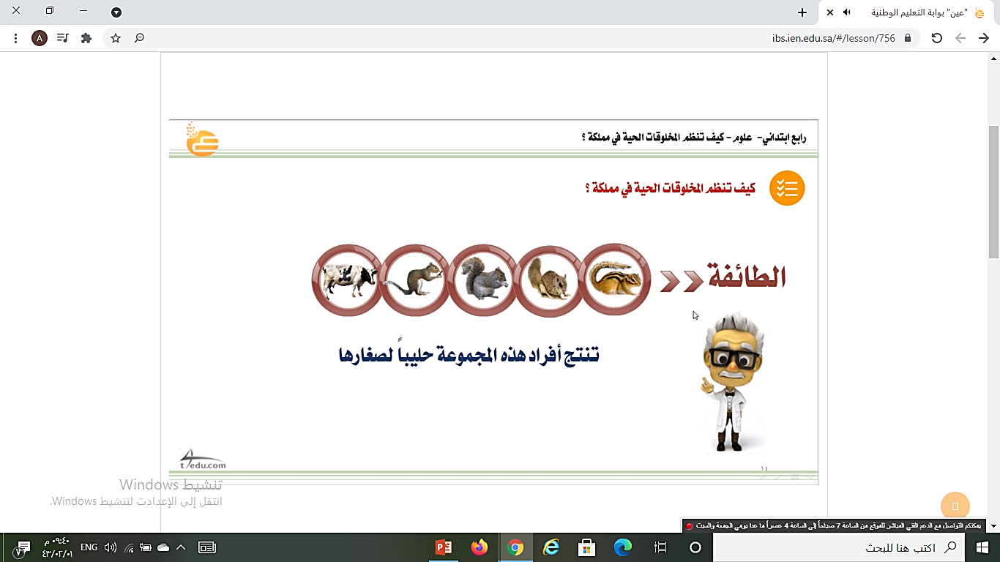 "عين" بوابة التعليم الوطنية
ibs.ien.edu.sa/#/lesson/756
A
رابع ابتدائي- علوم - كيف تنظم المخلوقات الحية في مملكة ؟
كيف تنظم المخلوقات الحية في مملكة ؟
الطائفة
تنتج أفراد هذه المجموعة حليباً لصغارها
t4edu.com
١٤
تنشيط Windows
انتقل إلى الإعدادت لتنشيط Windows.
يمكنكم التواصل مع الدعم الفني المباشر للموقع من الساعة 7 صباحاً إلى الساعة 4 عصراً ما عدا يومي الجمعة والسبت
اكتب هنا للبحث
ENG
٠٩:٤٠ م
٤٣/٠٢/٠١